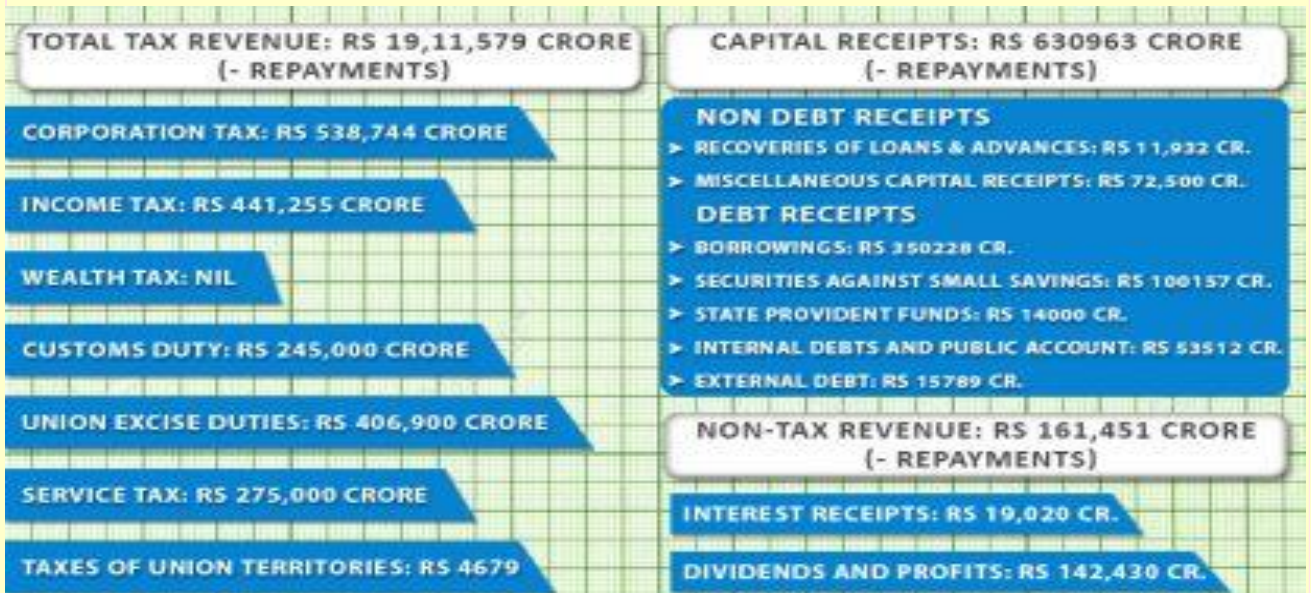 TOTAL TAX REVENUE: RS 19,11,579 CRORE
(- REPAYMENTS)
CORPORATION TAX: RS 538,744 CRORE
INCOME TAX: RS 441,255 CRORE
WEALTH TAX: NIL
CUSTOMS DUTY: RS 245,000 CRORE
UNION EXCISE DUTIES: RS 406,900 CRORE
SERVICE TAX: RS 275,000 CRORE
TAXES OF UNION TERRITORIES: RS 4679
CAPITAL RECEIPTS: RS 630963 CRORE
(- REPAYMENTS)
NON DEBT RECEIPTS
➤ RECOVERIES OF LOANS & ADVANCES: RS 11,932 CR.
➤ MISCELLANEOUS CAPITAL RECEIPTS: RS 72,500 CR.
DEBT RECEIPTS
➤ BORROWINGS: RS 350228 CR.
➤ SECURITIES AGAINST SMALL SAVINGS: RS 100157 CR.
➤ STATE PROVIDENT FUNDS: RS 14000 CR.
➤ INTERNAL DEBTS AND PUBLIC ACCOUNT: RS 53512 CR.
➤ EXTERNAL DEBT: RS 15789 CR.
NON-TAX REVENUE: RS 161,451 CRORE
(- REPAYMENTS)
INTEREST RECEIPTS: RS 19,020 CR.
DIVIDENDS AND PROFITS: RS 142,430 CR.